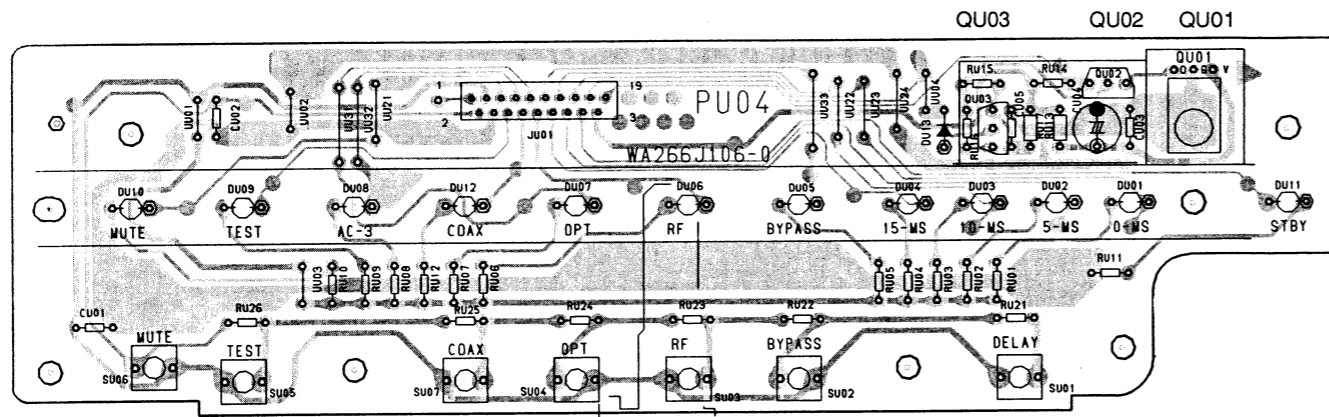 QU03 QU02 QU01
QU01
O G V
RU15 RU14 QU02
1 19
2 3
PU04
JU01
WA266J106-0
UU01 CU02 UU02 UU31 UU32 UU21
UU33 UU22 UU23 UU24 UU04 DU13 QU03 CU03
DU10 DU09 DU08 DU12 DU07 DU06 DU05 DU04 DU03 DU02 DU01 DU11
MUTE TEST AC-3 COAX OPT RF BYPASS 15-MS 10-MS 5-MS 0-MS STBY
UU03 RU10 RU09 RU08 RU12 RU07 RU06 RU05 RU04 RU03 RU02 RU01 RU11
CU01 RU26 RU25 RU24 RU23 RU22 RU21
MUTE TEST COAX OPT RF BYPASS DELAY
SU06 SU05 SU07 SU04 SU03 SU02 SU01